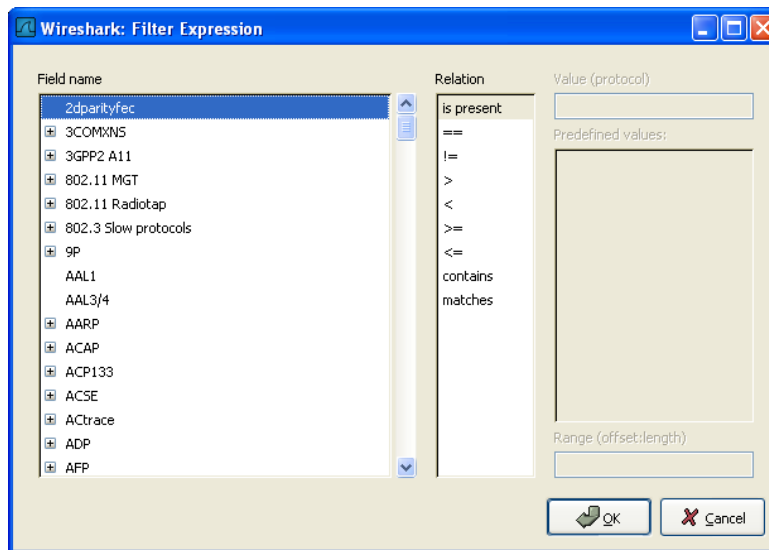 Wireshark: Filter Expression
Field name
Relation
Value (protocol)
2dparityfec
3COMXNS
3GPP2 A11
802.11 MGT
802.11 Radiotap
802.3 Slow protocols
9P
AAL1
AAL3/4
AARP
ACAP
ACP133
ACSE
ACtrace
ADP
AFP
is present
==
!=
>
<
>=
<=
contains
matches
Predefined values:
Range (offset:length)
OK
Cancel